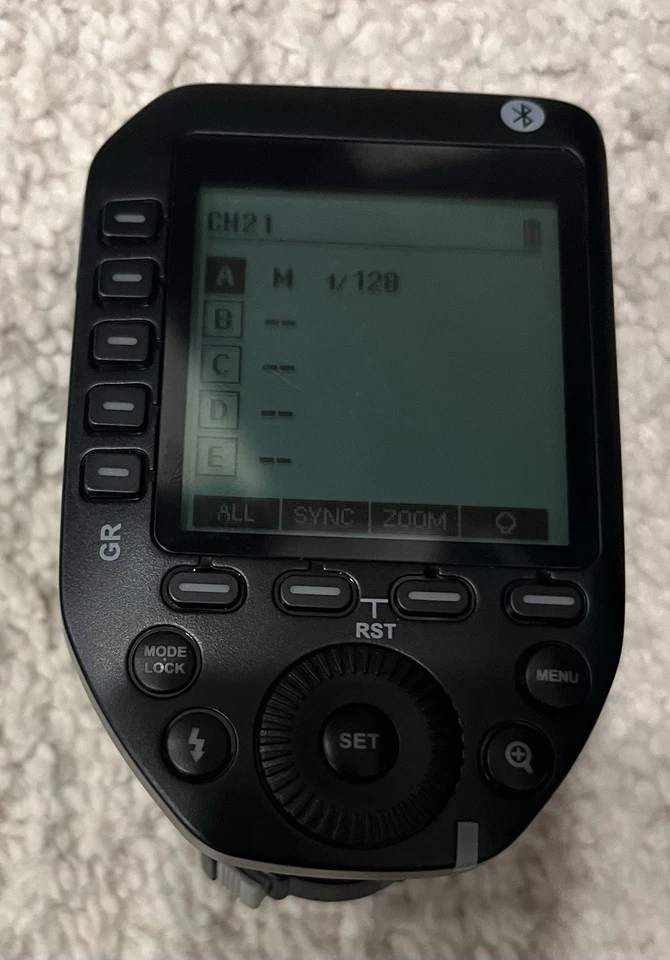 CH21
A M 1/128
B --
C --
D --
E --
ALL SYNC ZOOM
GR
RST
MODE LOCK
MENU
SET